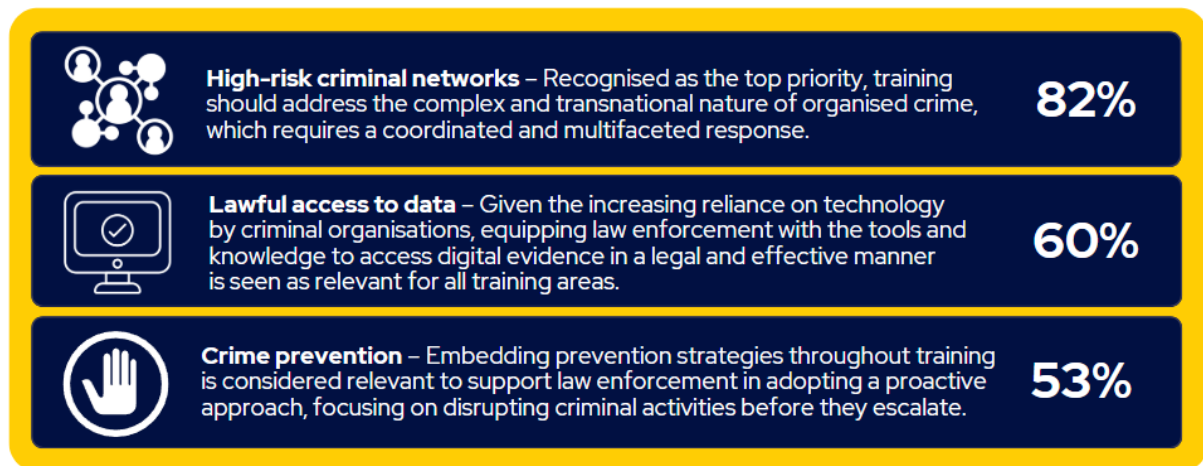 High-risk criminal networks – Recognised as the top priority, training
should address the complex and transnational nature of organised crime,
which requires a coordinated and multifaceted response.
82%
Lawful access to data – Given the increasing reliance on technology
by criminal organisations, equipping law enforcement with the tools and
knowledge to access digital evidence in a legal and effective manner
is seen as relevant for all training areas.
60%
Crime prevention – Embedding prevention strategies throughout training
is considered relevant to support law enforcement in adopting a proactive
approach, focusing on disrupting criminal activities before they escalate.
53%